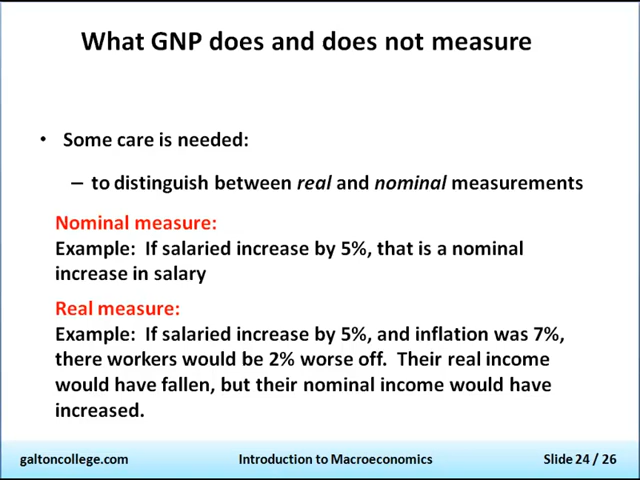 What GNP does and does not measure
• Some care is needed:
– to distinguish between real and nominal measurements
Nominal measure:
Example: If salaried increase by 5%, that is a nominal
increase in salary
Real measure:
Example: If salaried increase by 5%, and inflation was 7%,
there workers would be 2% worse off. Their real income
would have fallen, but their nominal income would have
increased.
galtoncollege.com Introduction to Macroeconomics Slide 24 / 26